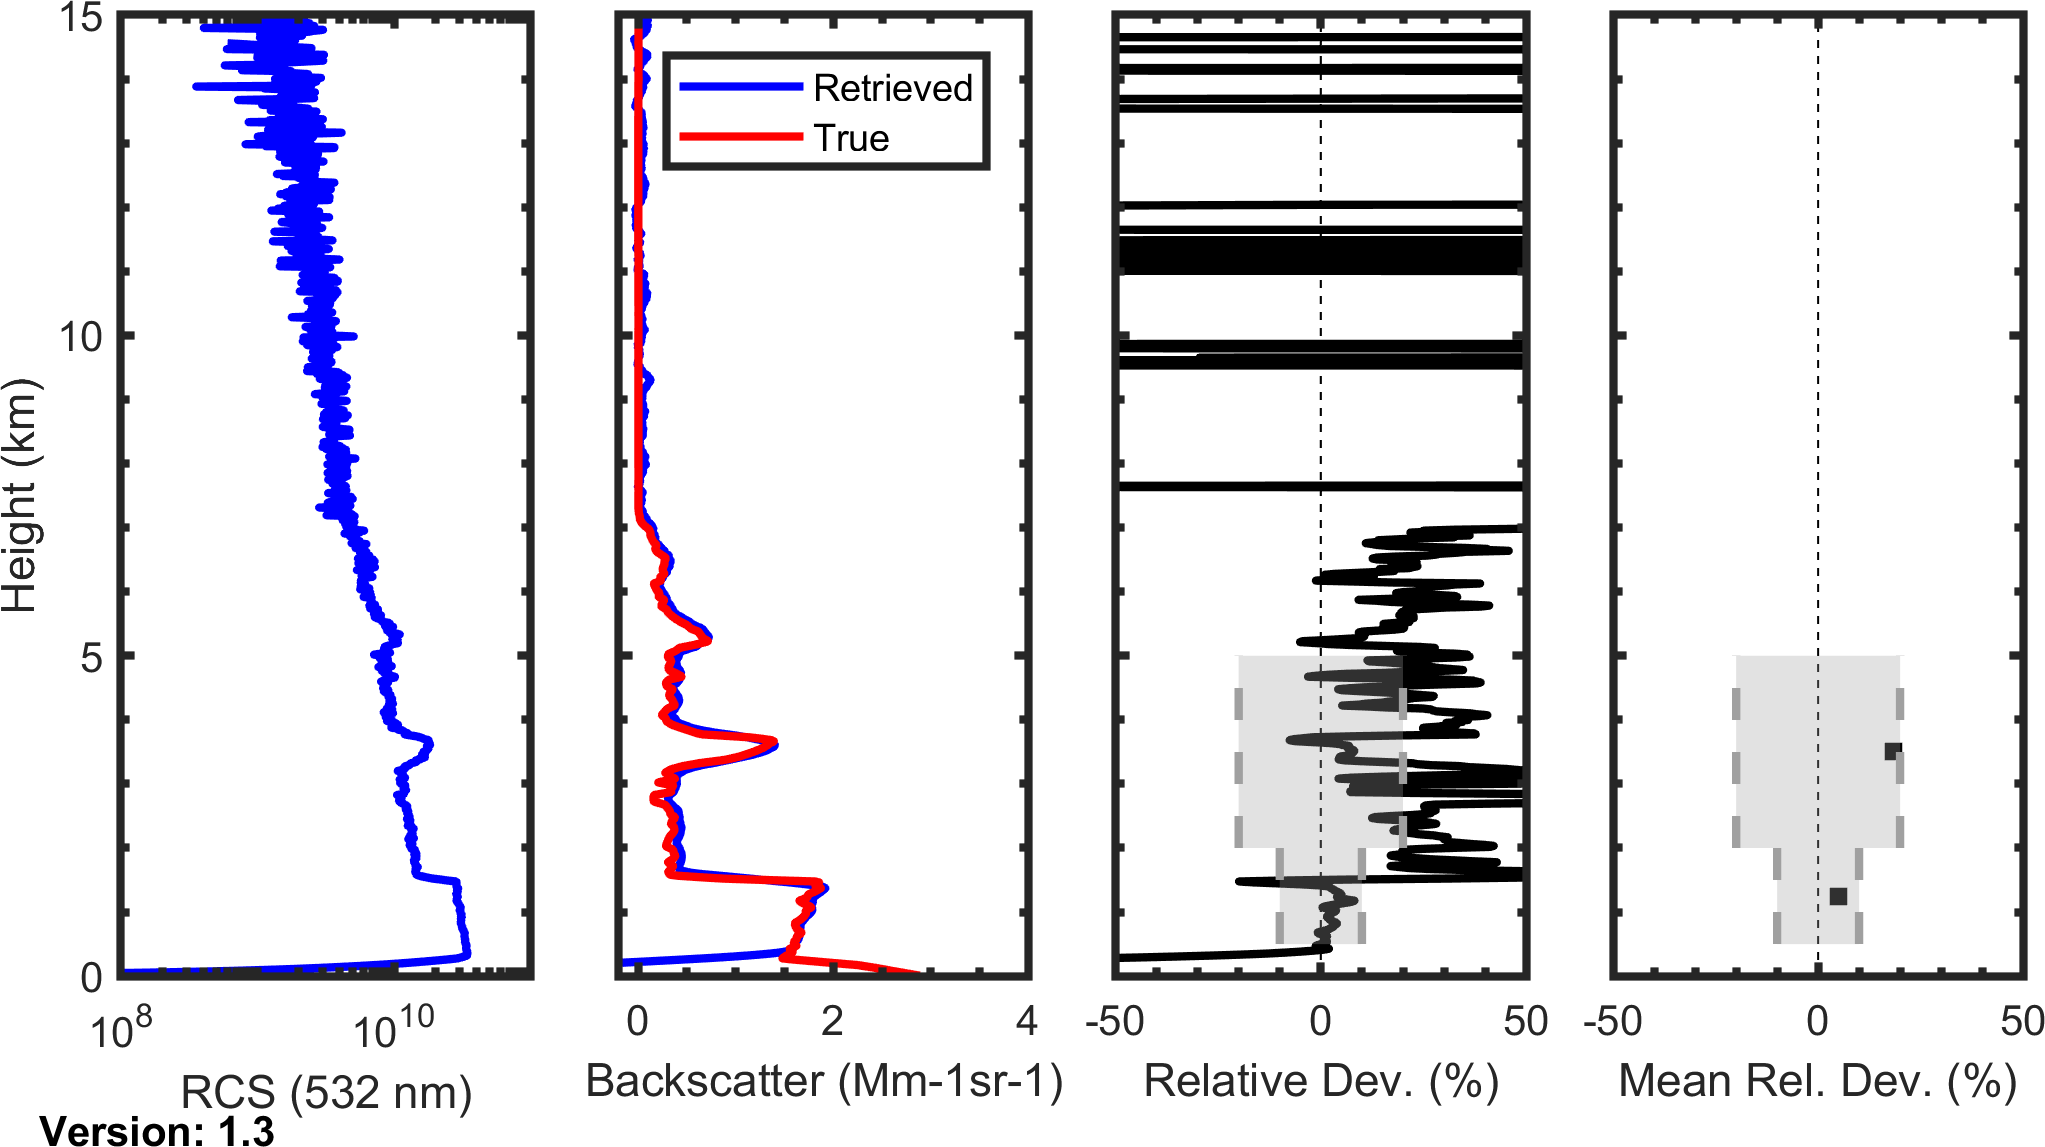 15
10
5
0
Height (km)
10^8
10^10
RCS (532 nm)
Version: 1.3
Retrieved
True
0
2
4
Backscatter (Mm-1sr-1)
-50
0
50
Relative Dev. (%)
-50
0
50
Mean Rel. Dev. (%)